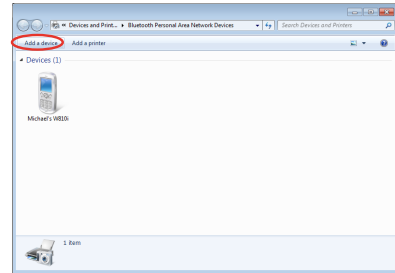 « Devices and Print... ▸ Bluetooth Personal Area Network Devices
Search Devices and Printers
Add a device Add a printer
Devices (1)
Michael's W810i
1 item